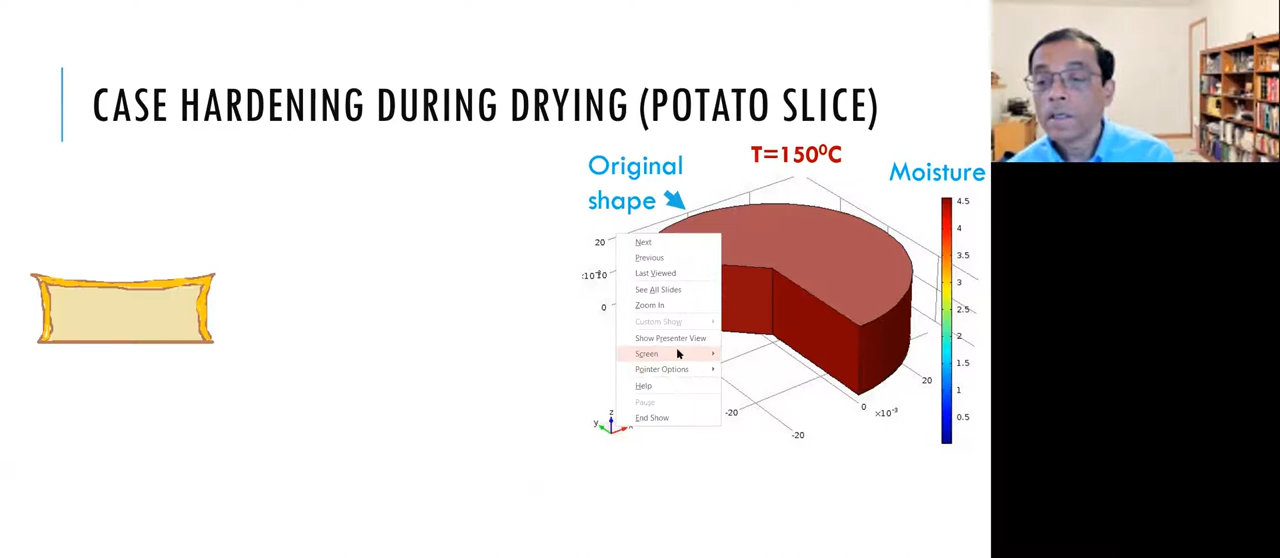 CASE HARDENING DURING DRYING (POTATO SLICE)
T=150⁰C
Original
shape
Moisture
Next
Previous
Last Viewed
See All Slides
Zoom In
Custom Show
Show Presenter View
Screen
Pointer Options
Help
Pause
End Show
20
10
0
-20
-20
0
×10⁻³
20
y
z
4.5
4
3.5
3
2.5
2
1.5
1
0.5